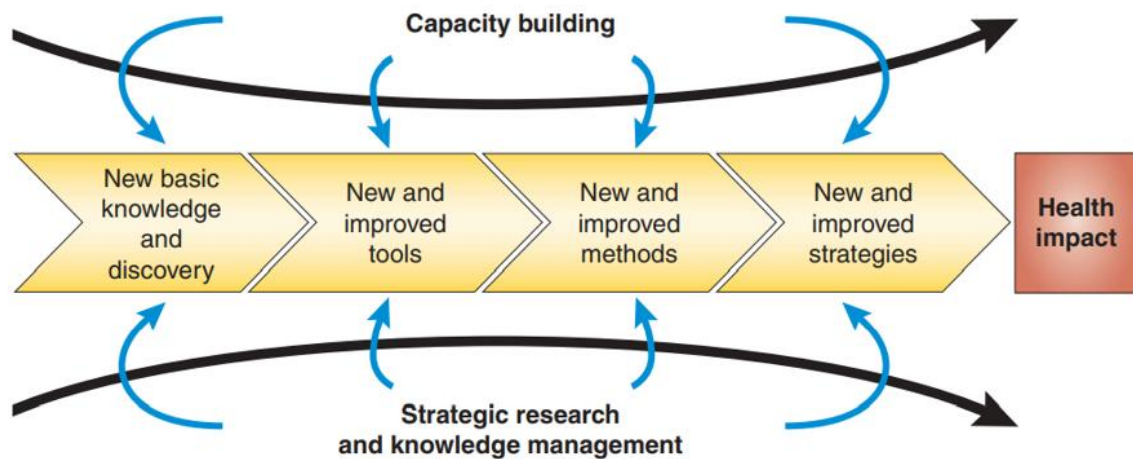 Capacity building
New basic
knowledge
and
discovery
New and
improved
tools
New and
improved
methods
New and
improved
strategies
Health
impact
Strategic research
and knowledge management